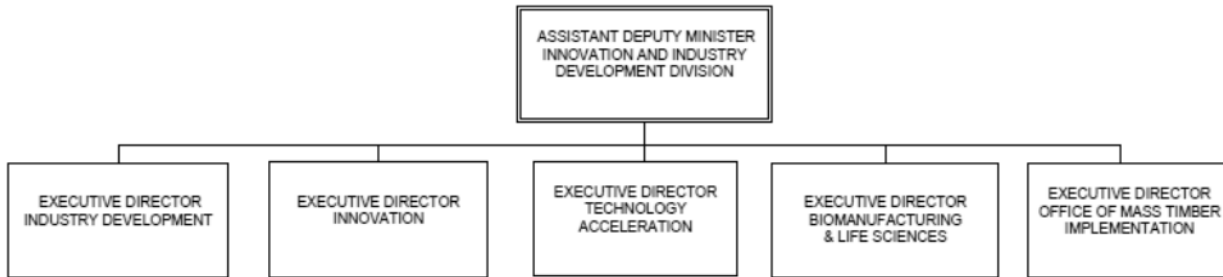 ASSISTANT DEPUTY MINISTER
INNOVATION AND INDUSTRY
DEVELOPMENT DIVISION
EXECUTIVE DIRECTOR
INDUSTRY DEVELOPMENT
EXECUTIVE DIRECTOR
INNOVATION
EXECUTIVE DIRECTOR
TECHNOLOGY
ACCELERATION
EXECUTIVE DIRECTOR
BIOMANUFACTURING
& LIFE SCIENCES
EXECUTIVE DIRECTOR
OFFICE OF MASS TIMBER
IMPLEMENTATION